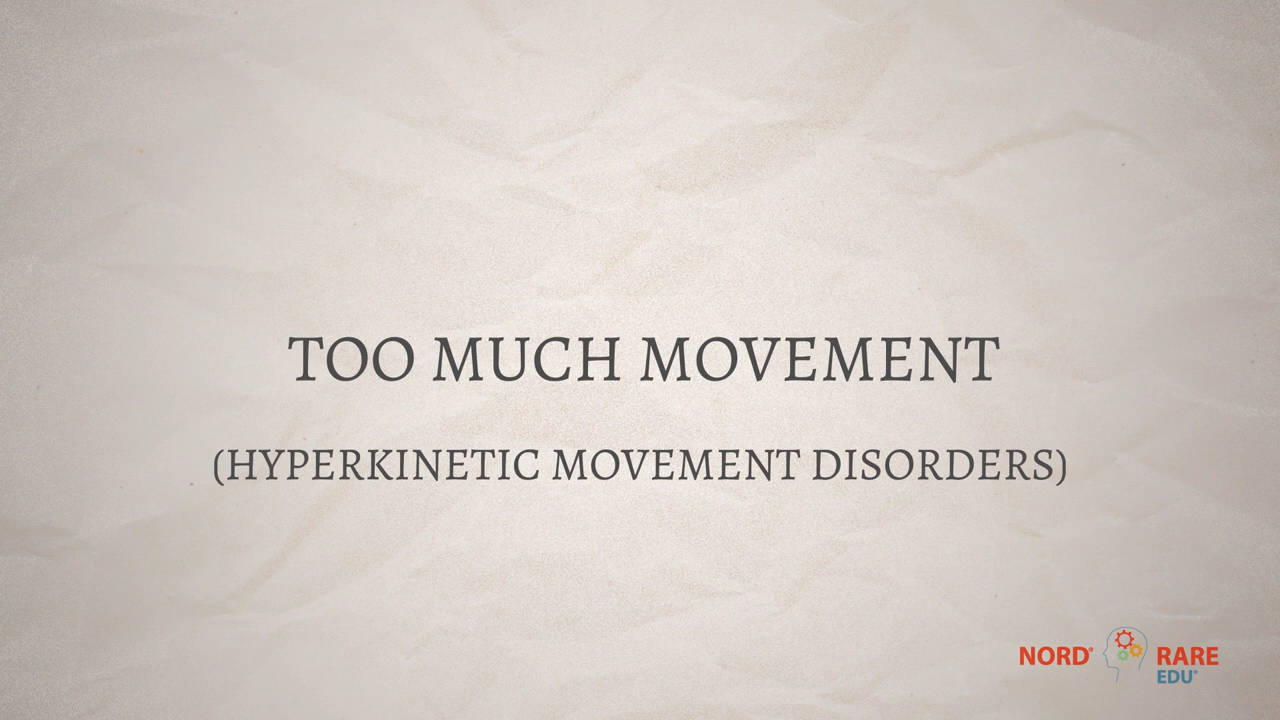 TOO MUCH MOVEMENT
(HYPERKINETIC MOVEMENT DISORDERS)
NORD® RARE
EDU®